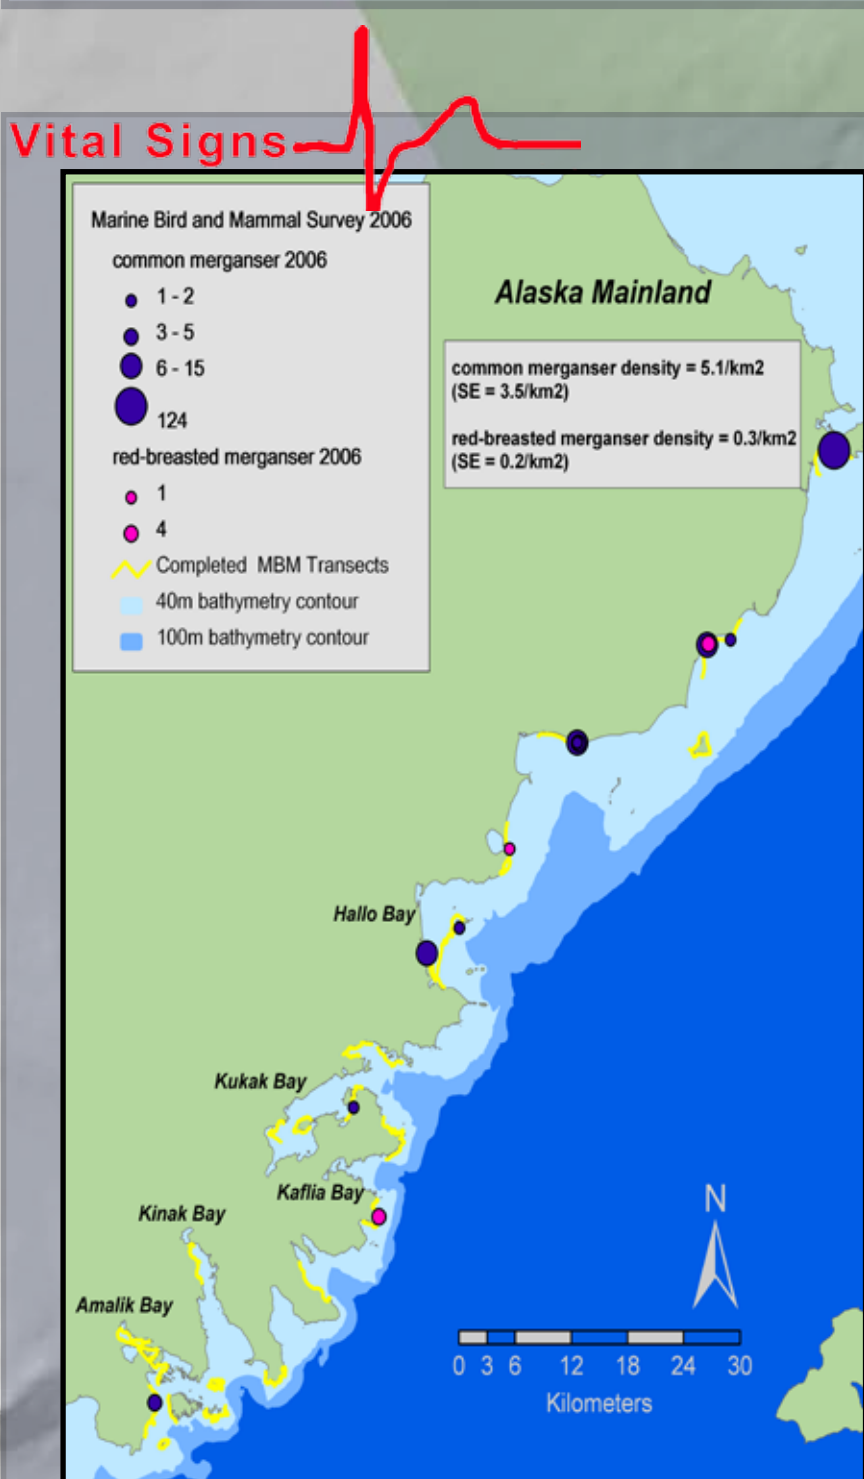 Vital Signs
Marine Bird and Mammal Survey 2006
common merganser 2006
1 - 2
3 - 5
6 - 15
124
red-breasted merganser 2006
1
4
Completed MBM Transects
40m bathymetry contour
100m bathymetry contour
Alaska Mainland
common merganser density = 5.1/km2
(SE = 3.5/km2)
red-breasted merganser density = 0.3/km2
(SE = 0.2/km2)
Hallo Bay
Kukak Bay
Kaflia Bay
Kinak Bay
Amalik Bay
N
0 3 6 12 18 24 30
Kilometers